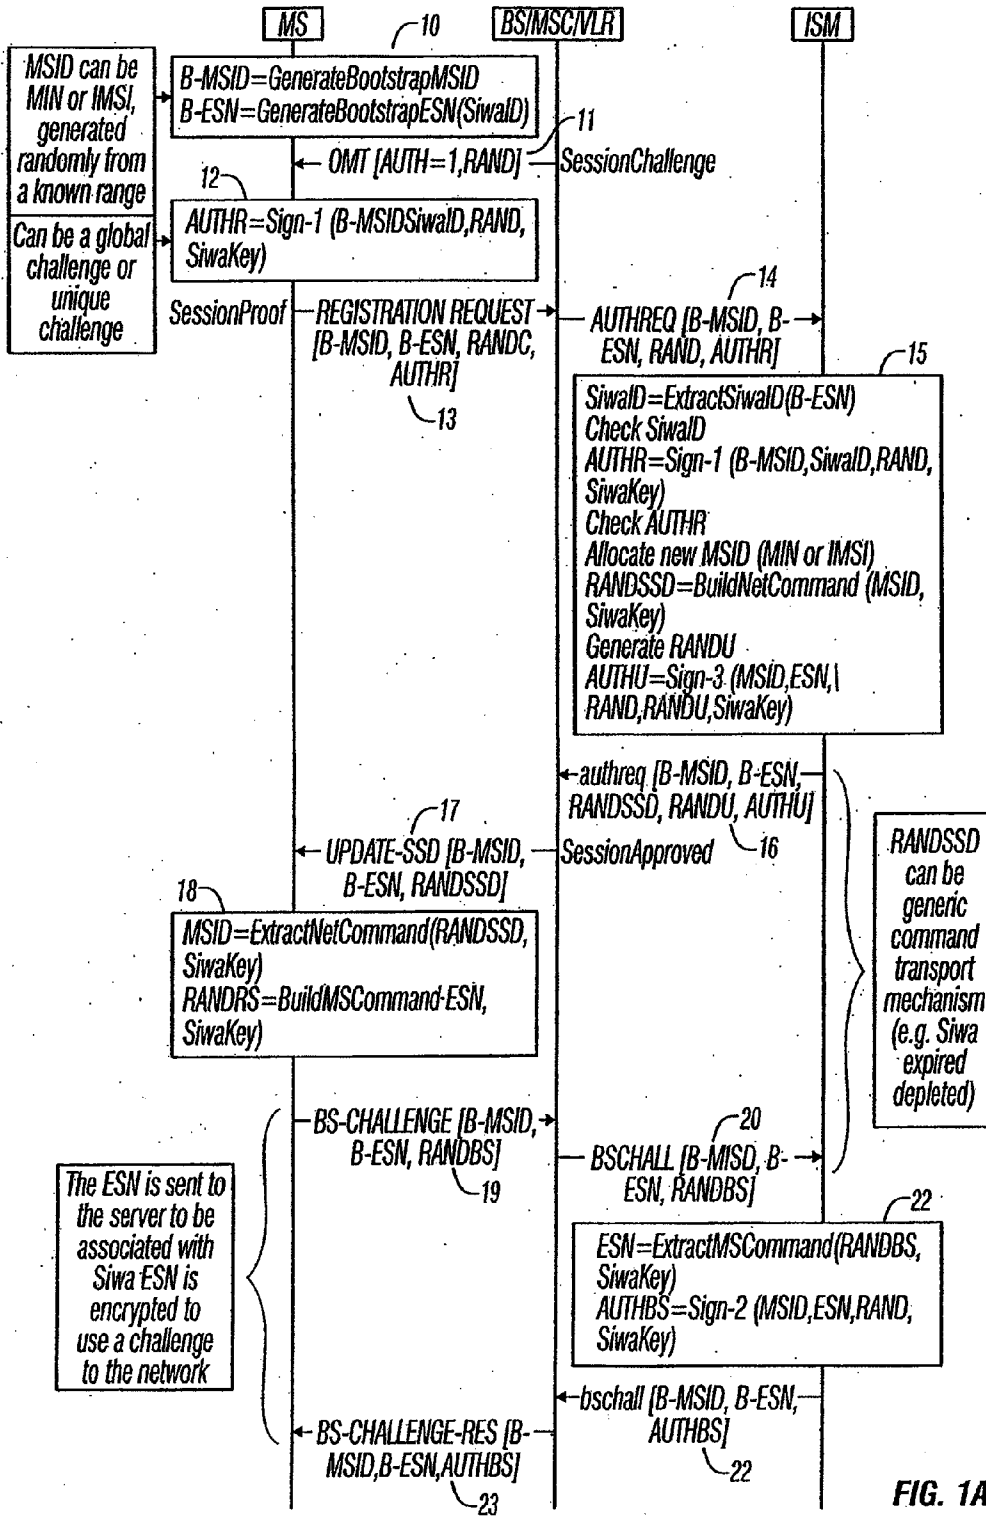 MS
BS/MSC/VLR
ISM
10
MSID can be
MIN or IMSI,
generated
randomly from
a known range
B-MSID=GenerateBootstrapMSID
B-ESN=GenerateBootstrapESN(SiwaID)
11
OMT [AUTH=1,RAND]
SessionChallenge
12
Can be a global
challenge or
unique
challenge
AUTHR=Sign-1 (B-MSIDSiwaID,RAND,
SiwaKey)
SessionProof
REGISTRATION REQUEST
[B-MSID, B-ESN, RANDC,
AUTHR]
13
14
AUTHREQ [B-MSID, B-
ESN, RAND, AUTHR]
15
SiwaID=ExtractSiwaID(B-ESN)
Check SiwaID
AUTHR=Sign-1 (B-MSID,SiwaID,RAND,
SiwaKey)
Check AUTHR
Allocate new MSID (MIN or IMSI)
RANDSSD=BuildNetCommand (MSID,
SiwaKey)
Generate RANDU
AUTHU=Sign-3 (MSID,ESN,\
RAND,RANDU,SiwaKey)
authreq [B-MSID, B-ESN,
RANDSSD, RANDU, AUTHU]
16
17
UPDATE-SSD [B-MSID,
B-ESN, RANDSSD]
SessionApproved
RANDSSD
can be
generic
command
transport
mechanism
(e.g. Siwa
expired
depleted)
18
MSID=ExtractNetCommand(RANDSSD,
SiwaKey)
RANDRS=BuildMSCommand-ESN,
SiwaKey)
BS-CHALLENGE [B-MSID,
B-ESN, RANDBS]
19
20
BSCHALL [B-MISD, B-
ESN, RANDBS]
The ESN is sent to
the server to be
associated with
Siwa ESN is
encrypted to
use a challenge
to the network
22
ESN=ExtractMSCommand(RANDBS,
SiwaKey)
AUTHBS=Sign-2 (MSID,ESN,RAND,
SiwaKey)
bschall [B-MSID, B-ESN,
AUTHBS]
22
BS-CHALLENGE-RES [B-
MSID,B-ESN,AUTHBS]
23
FIG. 1A